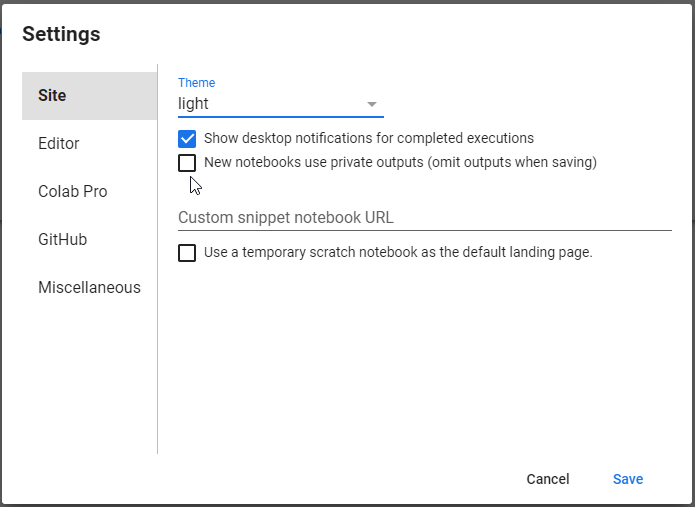 Settings
Site
Editor
Colab Pro
GitHub
Miscellaneous
Theme
light
Show desktop notifications for completed executions
New notebooks use private outputs (omit outputs when saving)
Custom snippet notebook URL
Use a temporary scratch notebook as the default landing page.
Cancel
Save